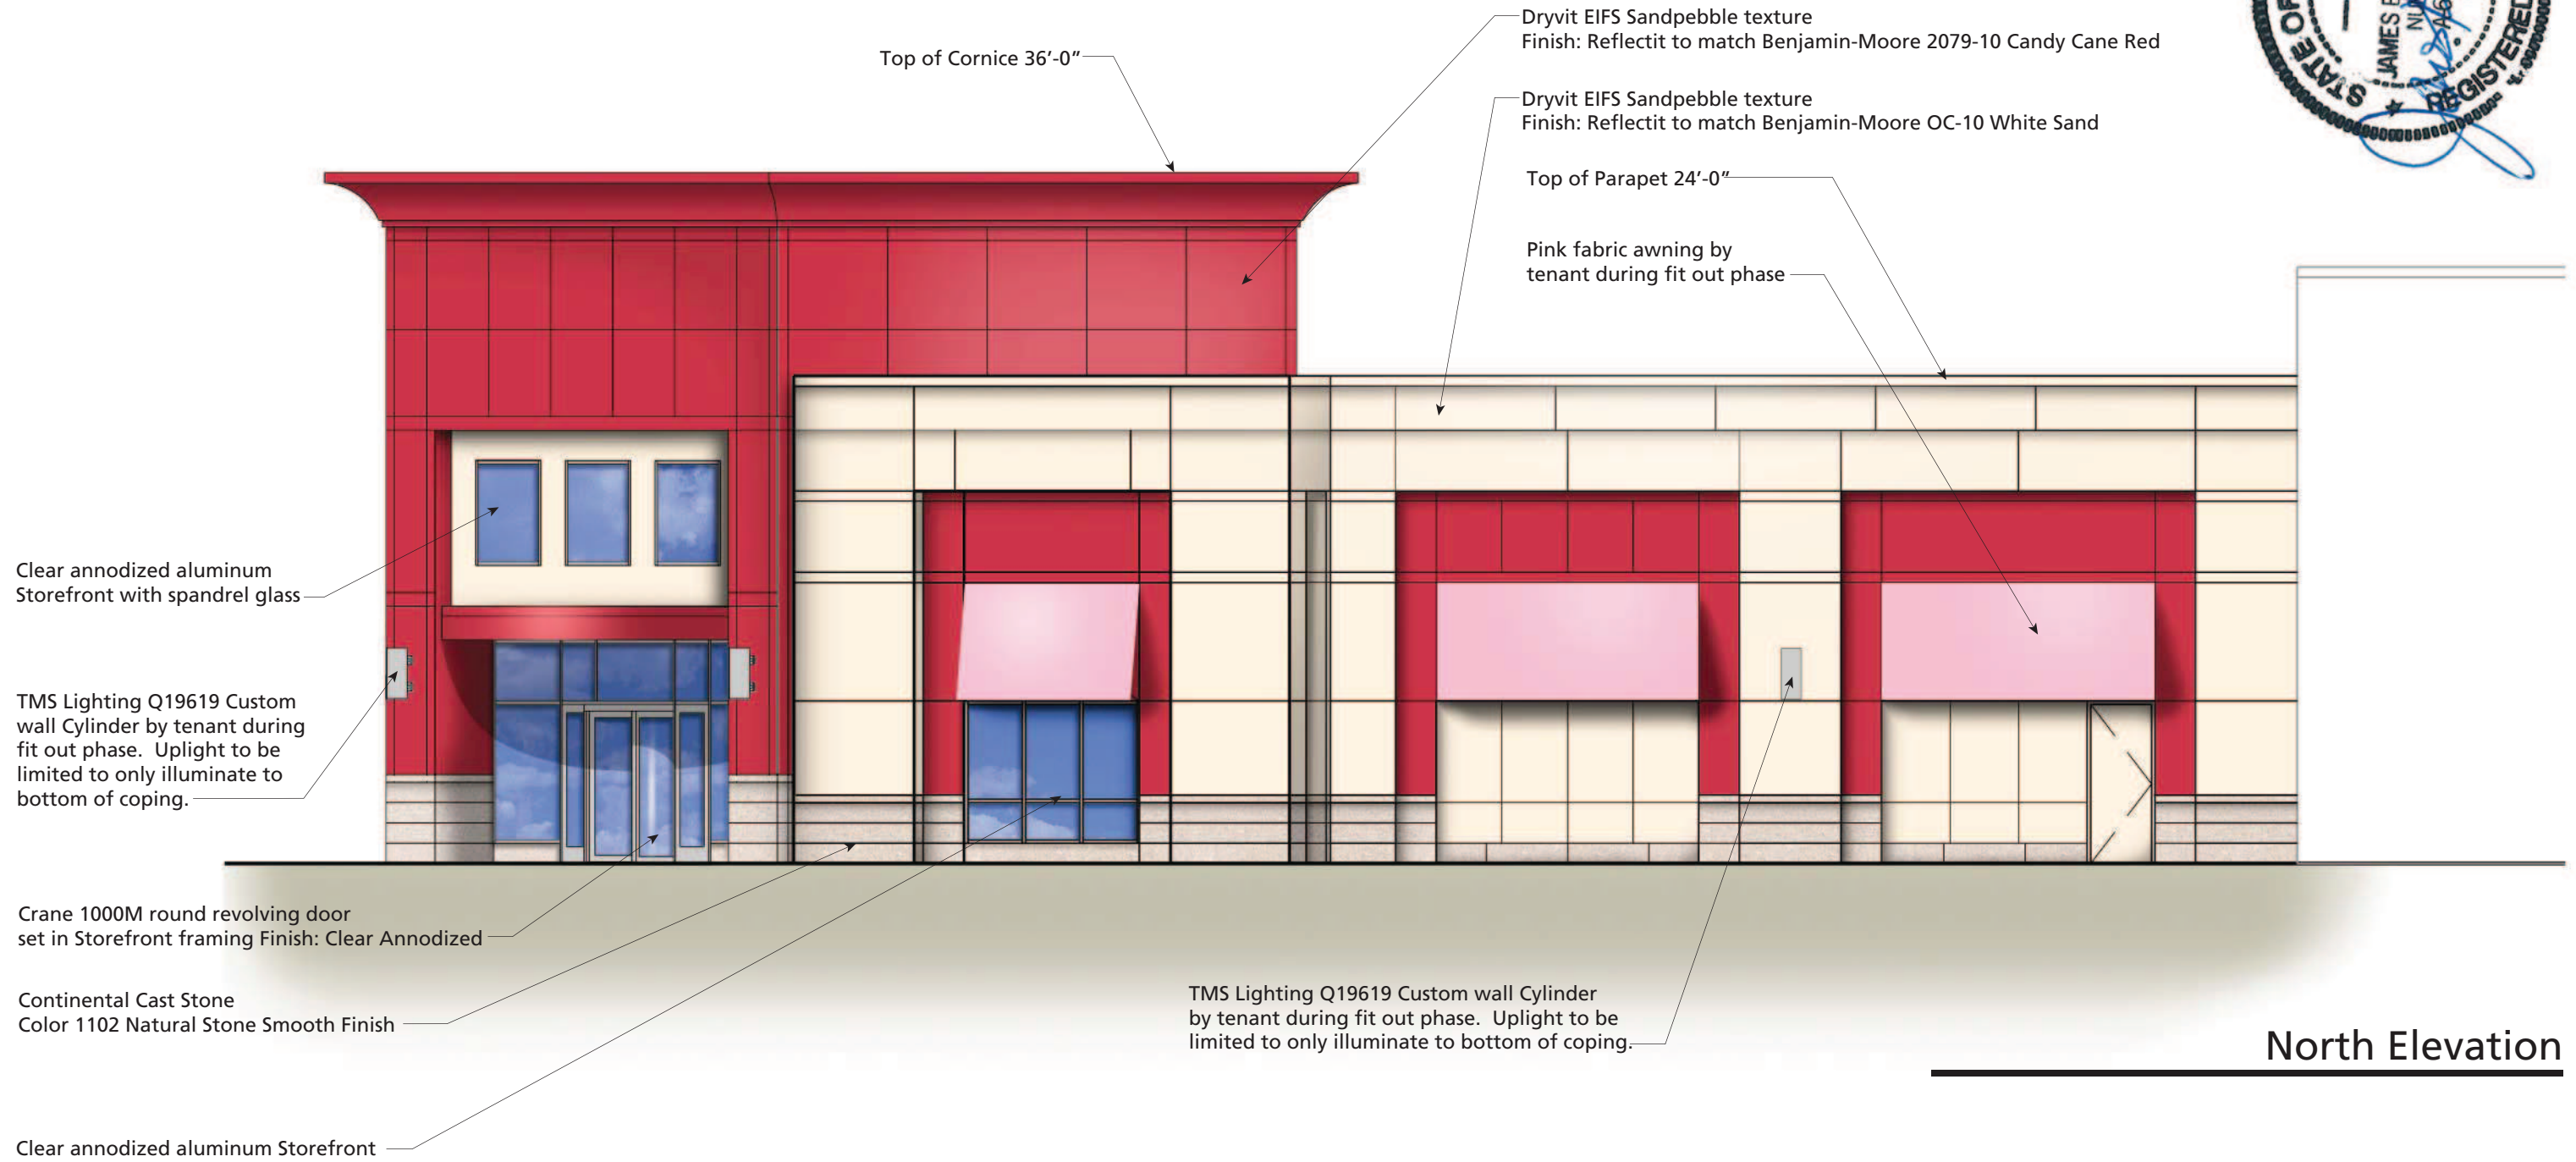 Dryvit EIFS Sandpebble texture
Finish: Reflectit to match Benjamin-Moore 2079-10 Candy Cane Red
Top of Cornice 36'-0"
Dryvit EIFS Sandpebble texture
Finish: Reflectit to match Benjamin-Moore OC-10 White Sand
STATE OF
JAMES
REGISTERED
Top of Parapet 24'-0"
Pink fabric awning by
tenant during fit out phase
Clear annodized aluminum
Storefront with spandrel glass
TMS Lighting Q19619 Custom
wall Cylinder by tenant during
fit out phase.  Uplight to be
limited to only illuminate to
bottom of coping.
Crane 1000M round revolving door
set in Storefront framing Finish: Clear Annodized
Continental Cast Stone
Color 1102 Natural Stone Smooth Finish
TMS Lighting Q19619 Custom wall Cylinder
by tenant during fit out phase.  Uplight to be
limited to only illuminate to bottom of coping.
North Elevation
Clear annodized aluminum Storefront